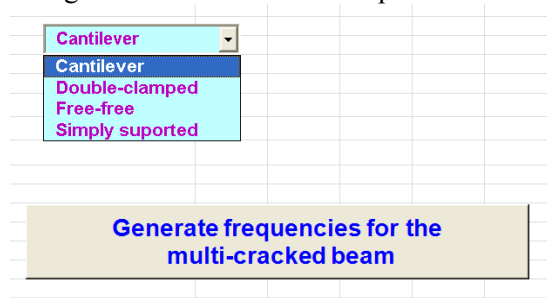 Cantilever
Cantilever
Double-clamped
Free-free
Simply suported
Generate frequencies for the
multi-cracked beam